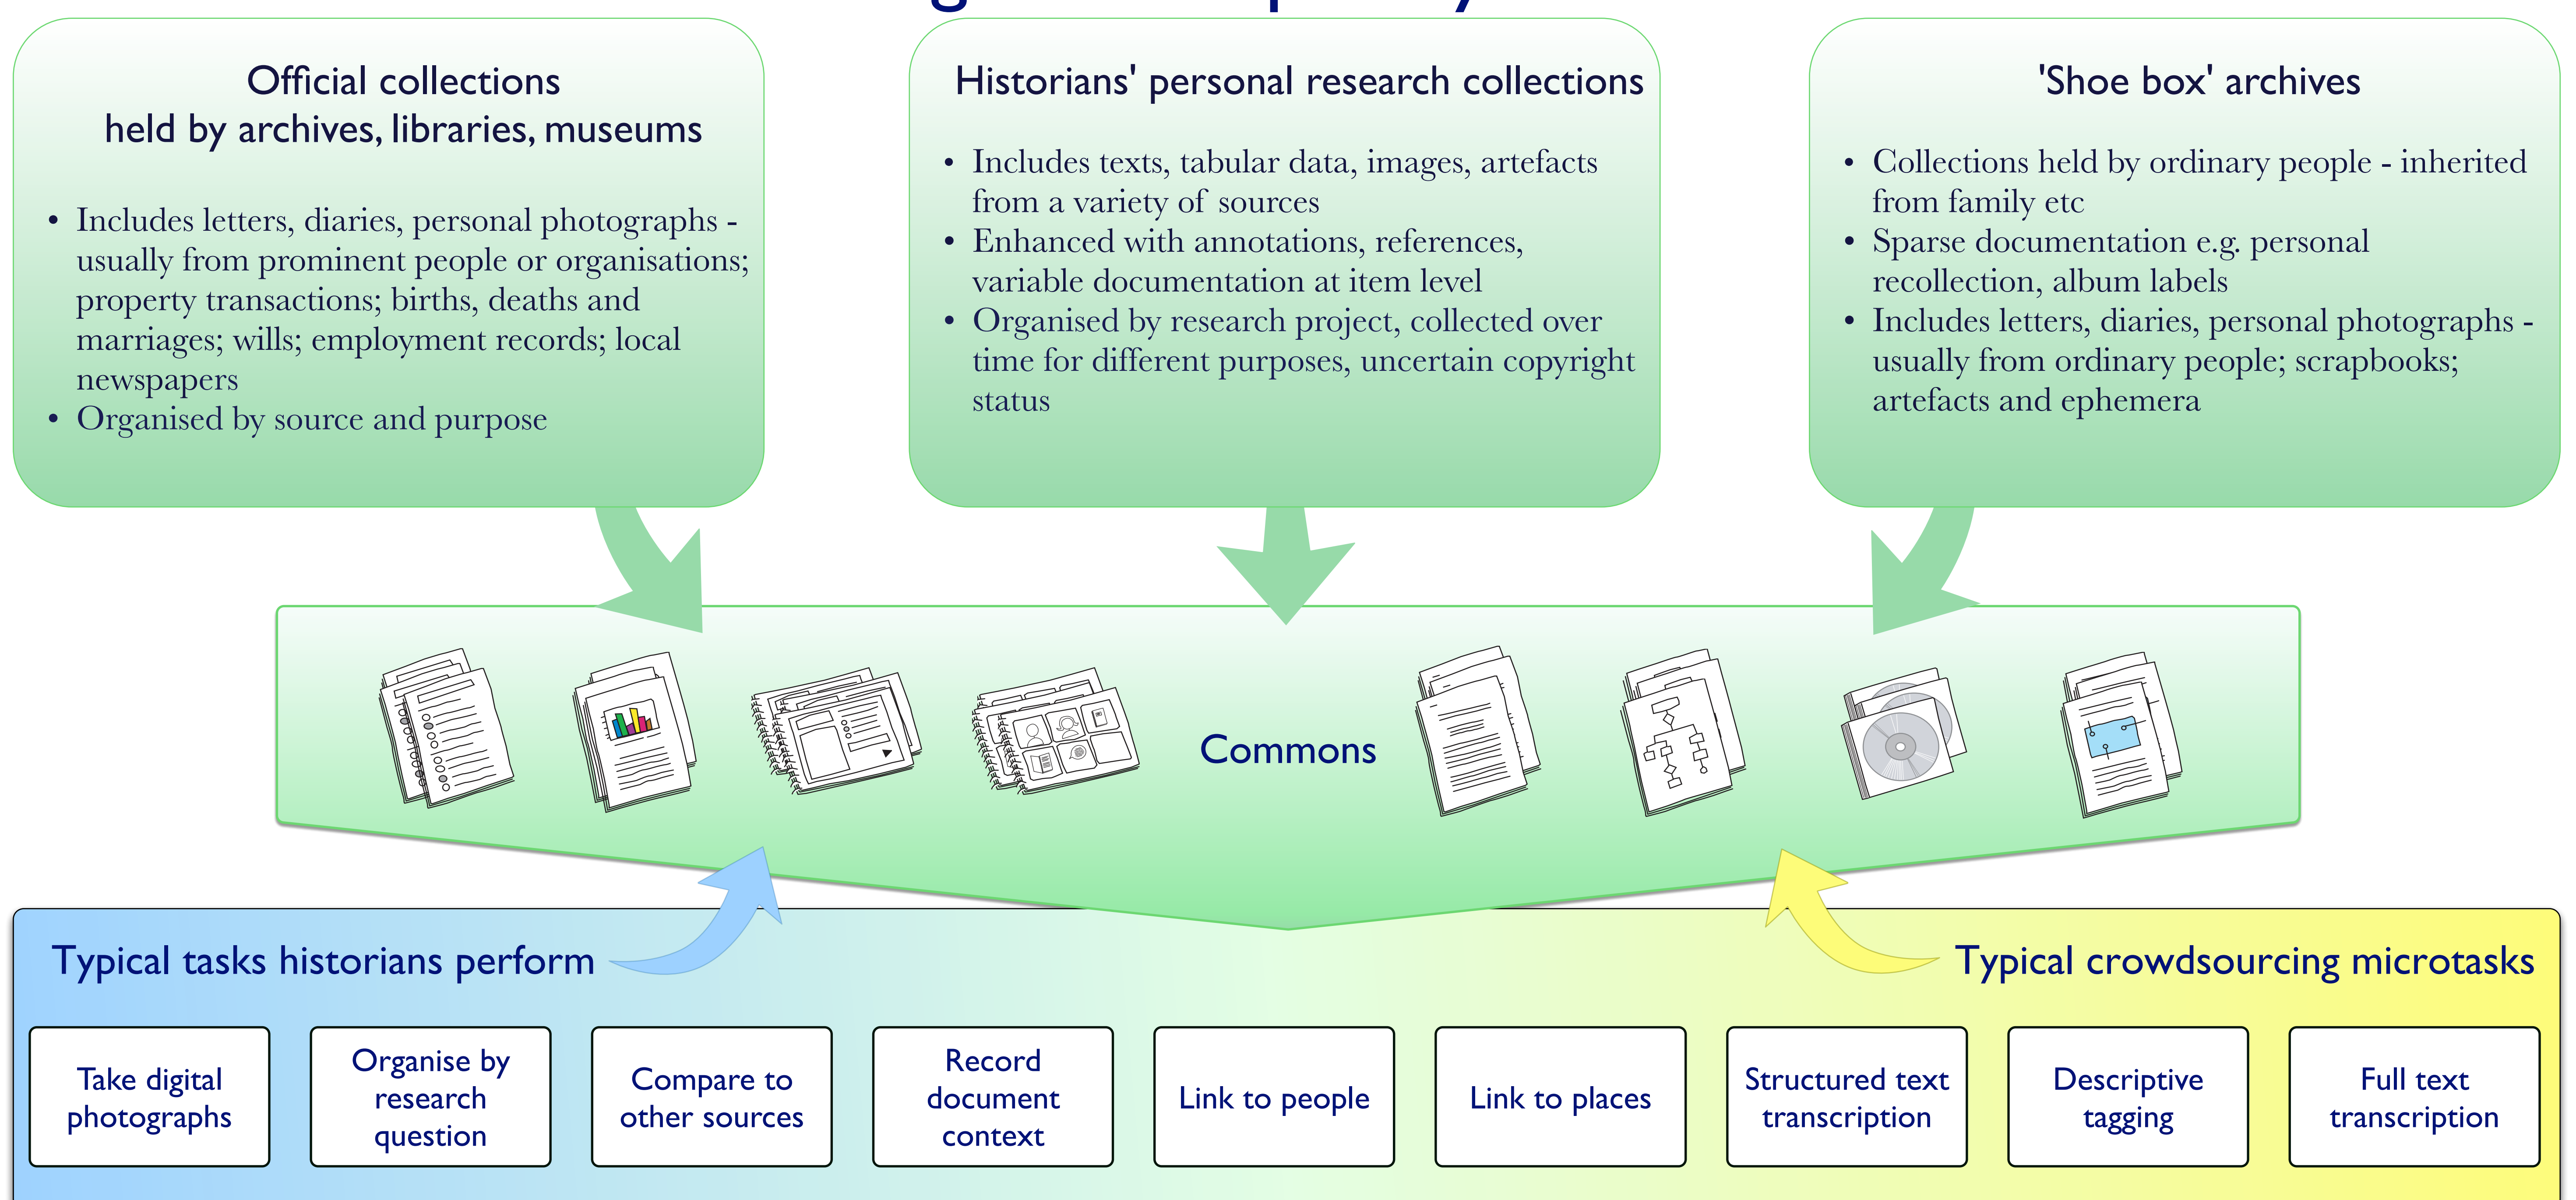 Official collections
held by archives, libraries, museums
• Includes letters, diaries, personal photographs -
usually from prominent people or organisations;
property transactions; births, deaths and
marriages; wills; employment records; local
newspapers
• Organised by source and purpose
Historians' personal research collections
• Includes texts, tabular data, images, artefacts
from a variety of sources
• Enhanced with annotations, references,
variable documentation at item level
• Organised by research project, collected over
time for different purposes, uncertain copyright
status
'Shoe box' archives
• Collections held by ordinary people - inherited
from family etc
• Sparse documentation e.g. personal
recollection, album labels
• Includes letters, diaries, personal photographs -
usually from ordinary people; scrapbooks;
artefacts and ephemera
Commons
Typical tasks historians perform
Typical crowdsourcing microtasks
Take digital
photographs
Organise by
research
question
Compare to
other sources
Record
document
context
Link to people
Link to places
Structured text
transcription
Descriptive
tagging
Full text
transcription